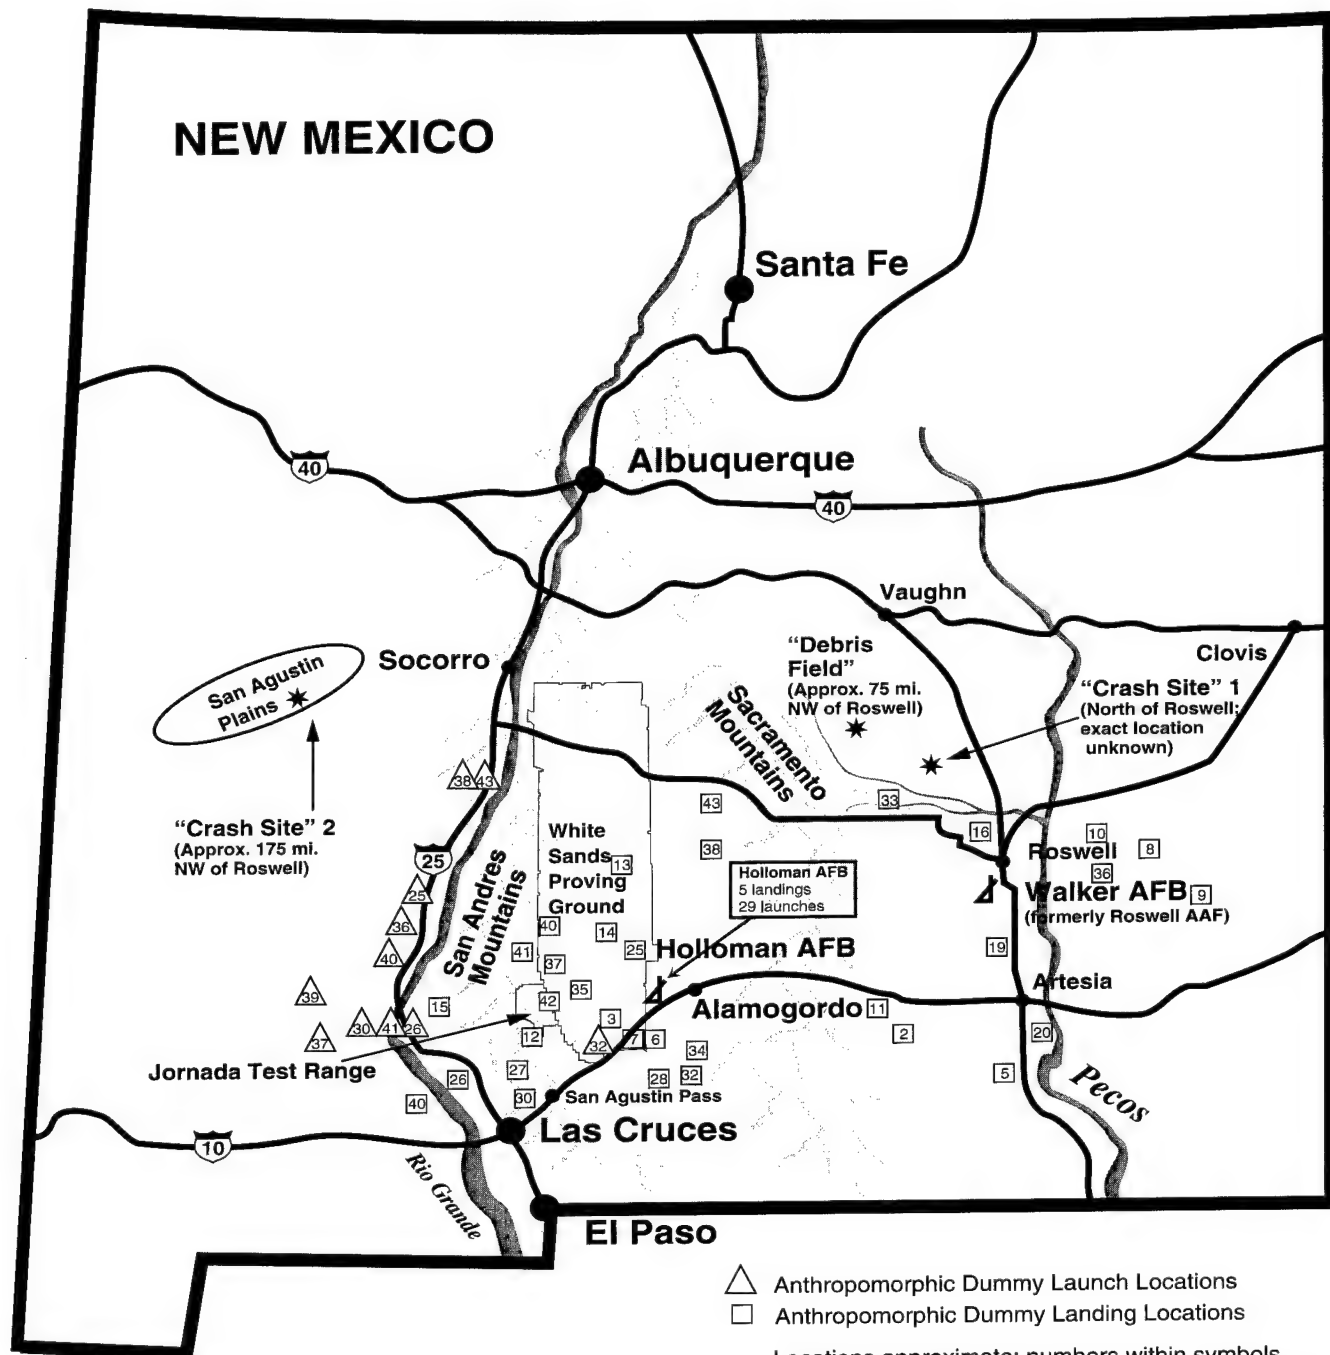 NEW MEXICO
Santa Fe
40
Albuquerque
40
Vaughn
"Debris
Field"
(Approx. 75 mi.
NW of Roswell)
Clovis
Socorro
San Agustin
Plains
"Crash Site" 1
(North of Roswell;
exact location
unknown)
Sacramento
Mountains
38
43
43
33
"Crash Site" 2
(Approx. 175 mi.
NW of Roswell)
25
White
Sands
Proving
Ground
13
38
16
10
8
Roswell
36
Holloman AFB
5 landings
29 launches
Walker AFB
9
(formerly Roswell AAF)
25
36
40
San Andres
Mountains
40
14
41
37
25
Holloman AFB
19
Artesia
39
15
42
35
Alamogordo
11
30
41
26
37
3
12
32
7
6
34
2
20
Jornada Test Range
26
27
28
32
5
40
30
San Agustin Pass
Pecos
10
Las Cruces
Rio Grande
El Paso
Anthropomorphic Dummy Launch Locations
Anthropomorphic Dummy Landing Locations
Locations approximate; numbers within symbols